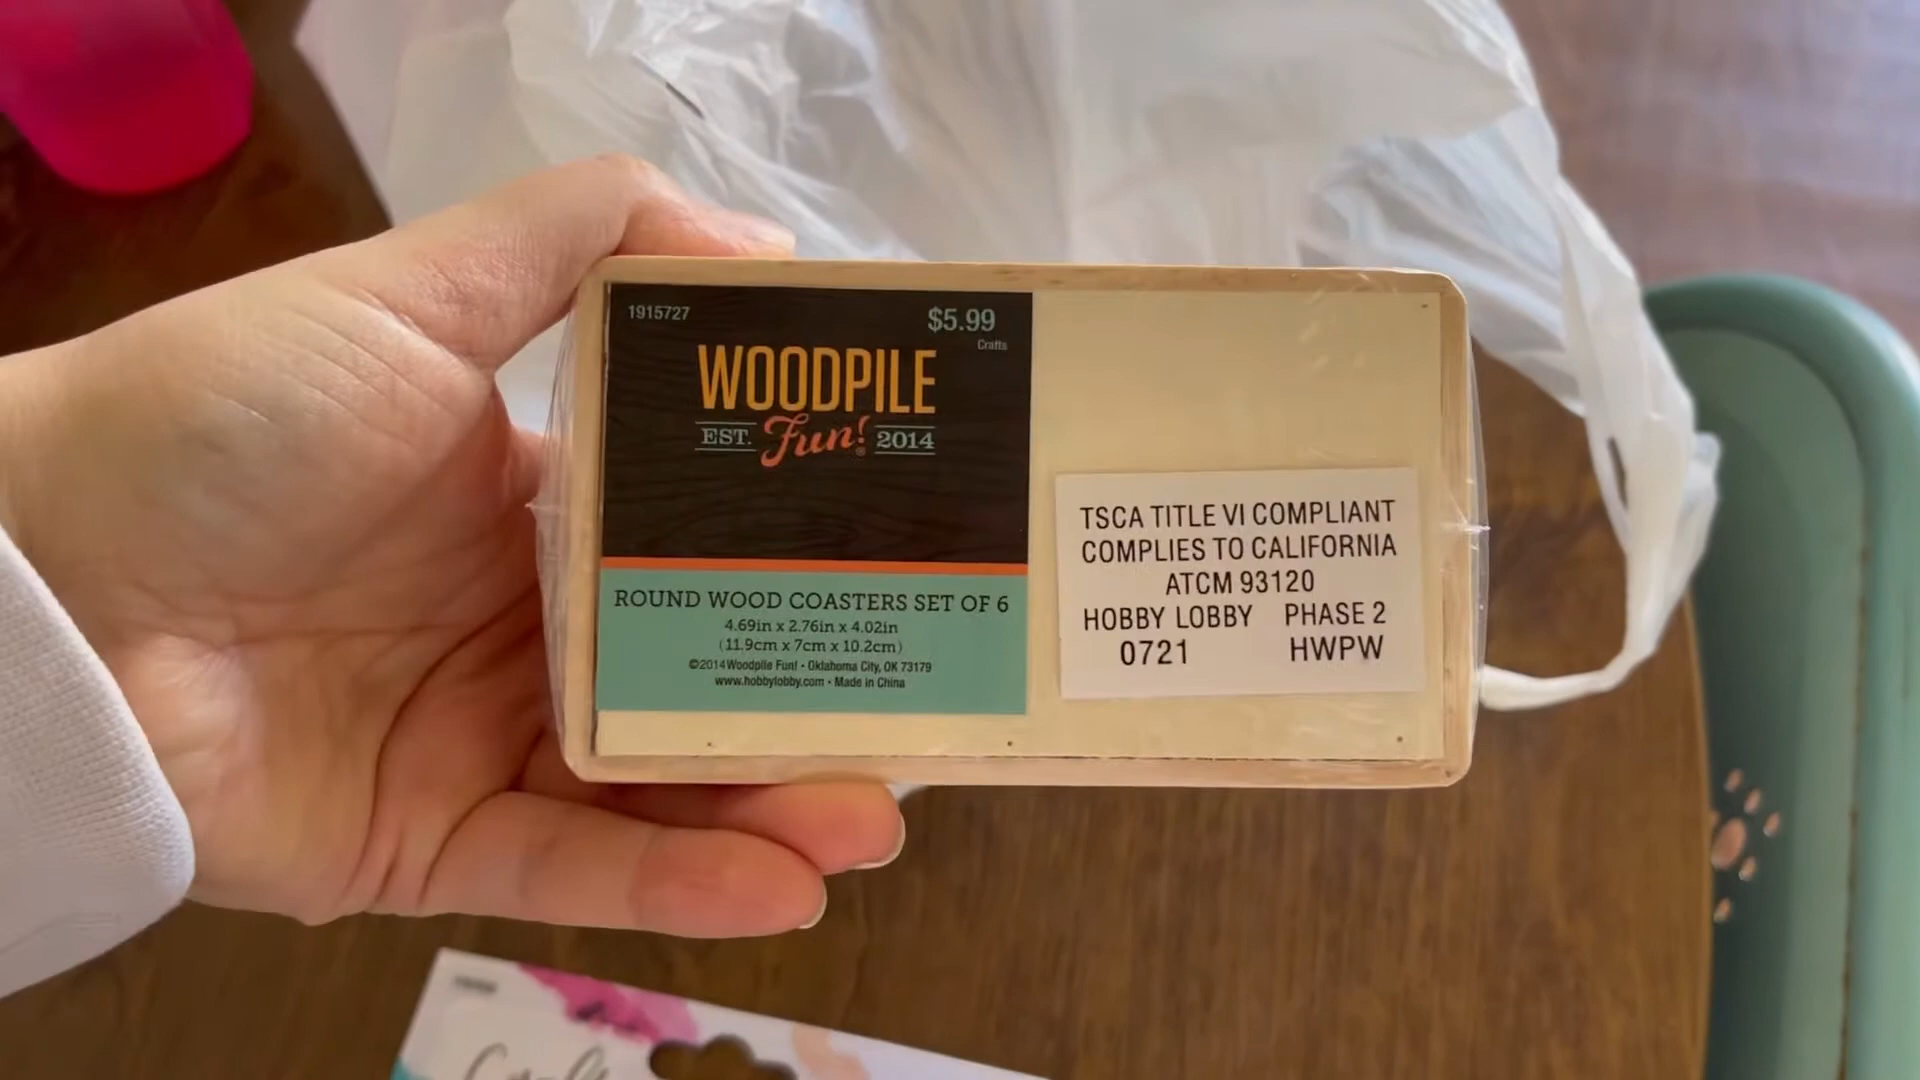 1915727
$5.99
Crafts
WOODPILE
EST. Fun!® 2014
ROUND WOOD COASTERS SET OF 6
4.69in x 2.76in x 4.02in
(11.9cm x 7cm x 10.2cm)
©2014 Woodpile Fun! • Oklahoma City, OK 73179
www.hobbylobby.com • Made in China
TSCA TITLE VI COMPLIANT
COMPLIES TO CALIFORNIA
ATCM 93120
HOBBY LOBBY PHASE 2
0721 HWPW